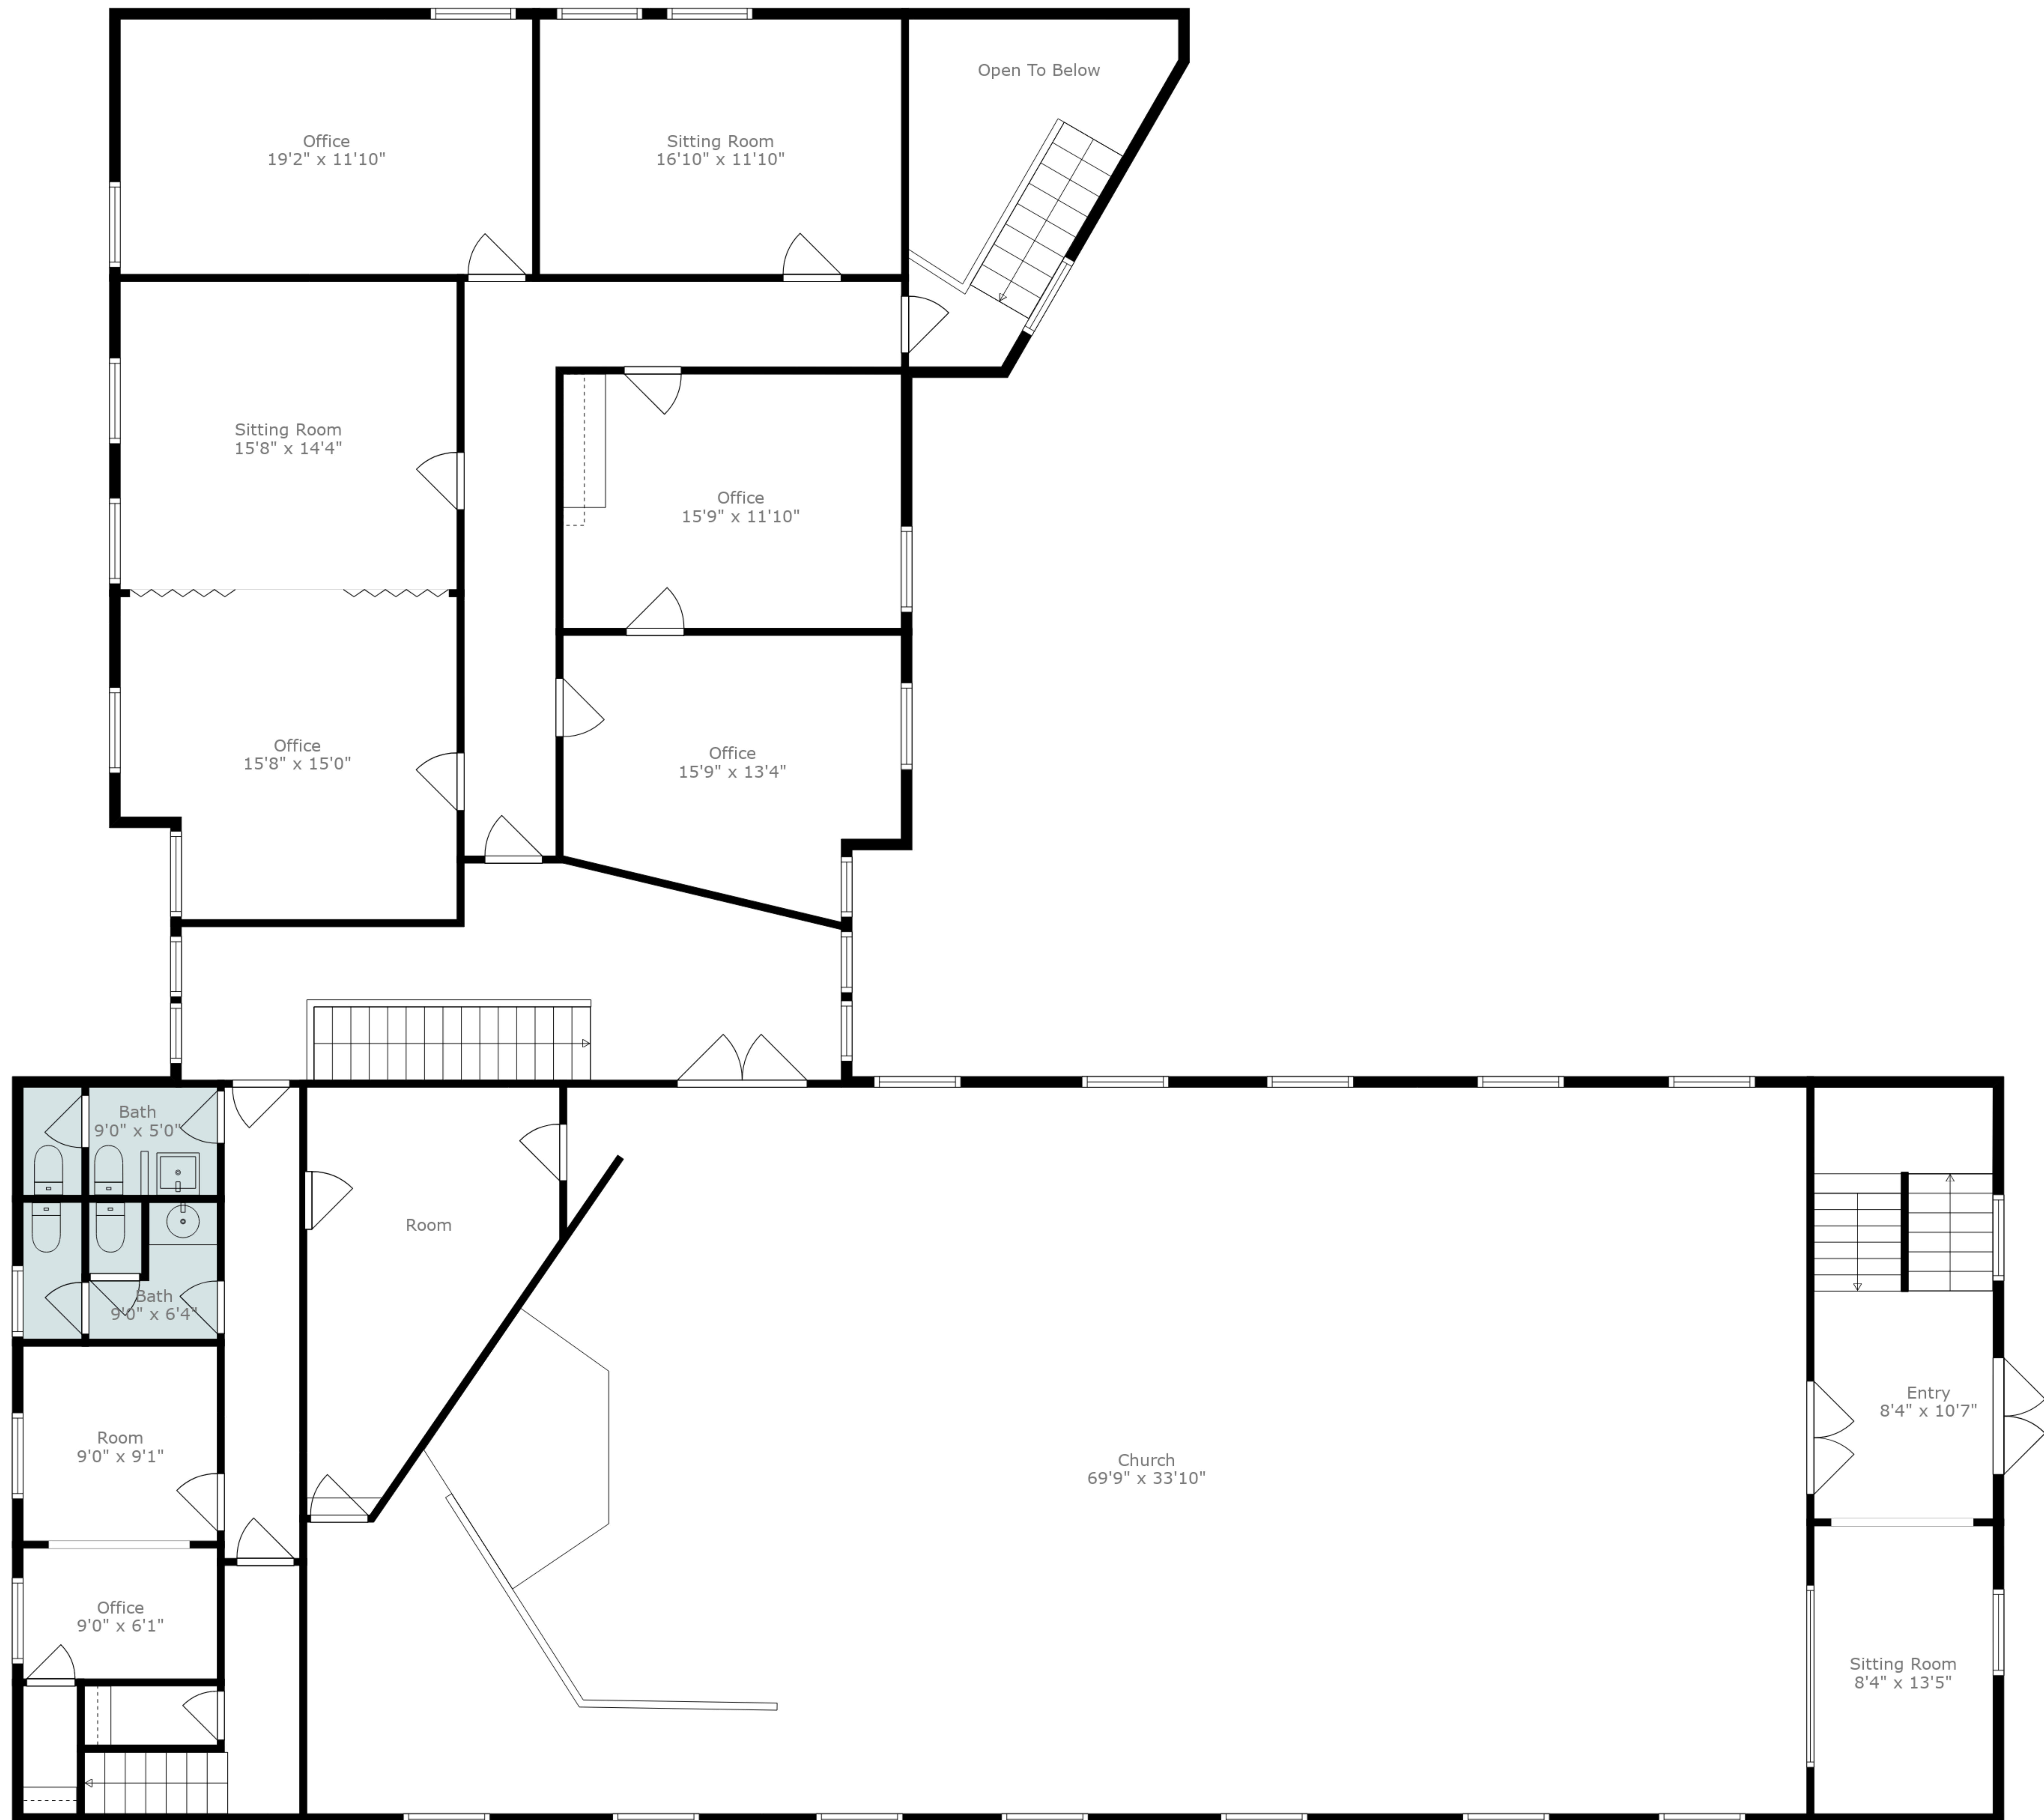 Open To Below
Office
19'2" x 11'10"
Sitting Room
16'10" x 11'10"
Sitting Room
15'8" x 14'4"
Office
15'9" x 11'10"
Office
15'8" x 15'0"
Office
15'9" x 13'4"
Bath
9'0" x 5'0"
Room
Bath
9'0" x 6'4"
Entry
8'4" x 10'7"
Room
9'0" x 9'1"
Church
69'9" x 33'10"
Office
9'0" x 6'1"
Sitting Room
8'4" x 13'5"